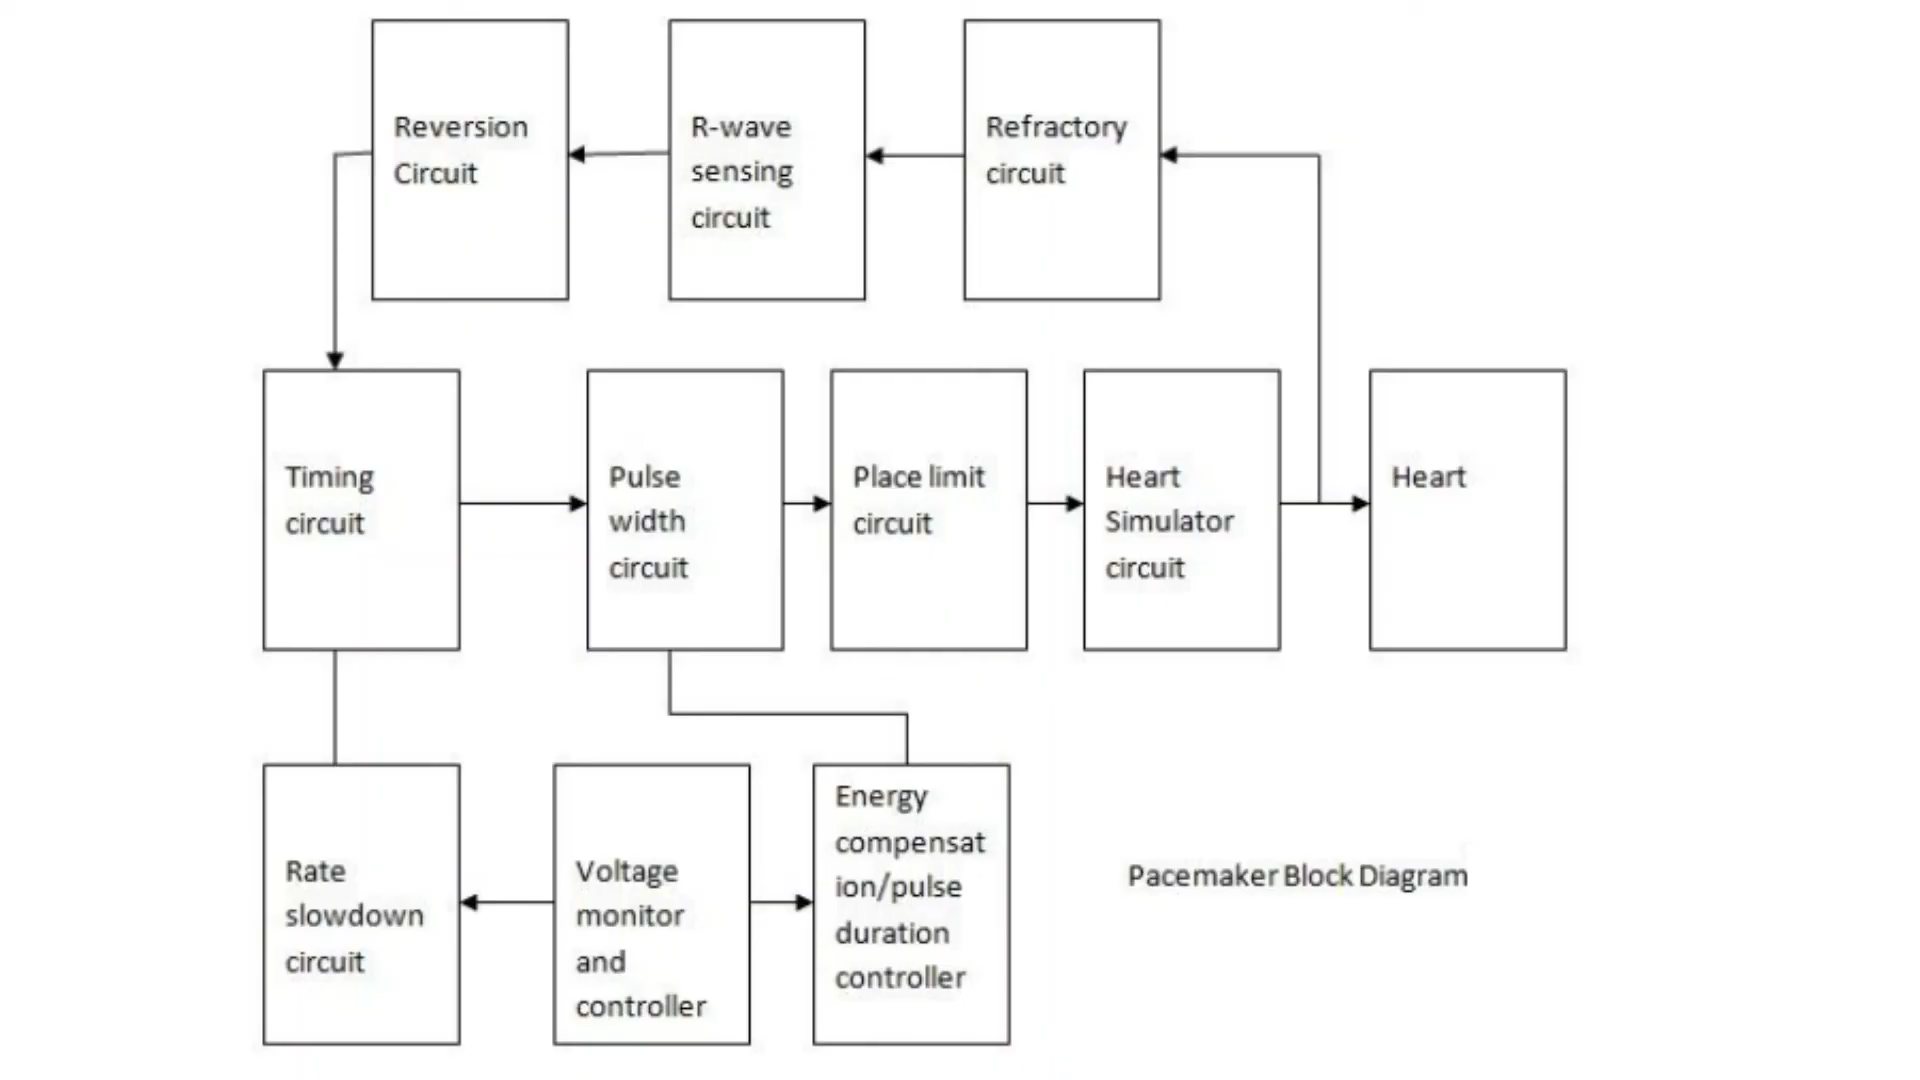 Reversion
Circuit
R-wave
sensing
circuit
Refractory
circuit
Timing
circuit
Pulse
width
circuit
Place limit
circuit
Heart
Simulator
circuit
Heart
Rate
slowdown
circuit
Voltage
monitor
and
controller
Energy
compensat
ion/pulse
duration
controller
Pacemaker Block Diagram